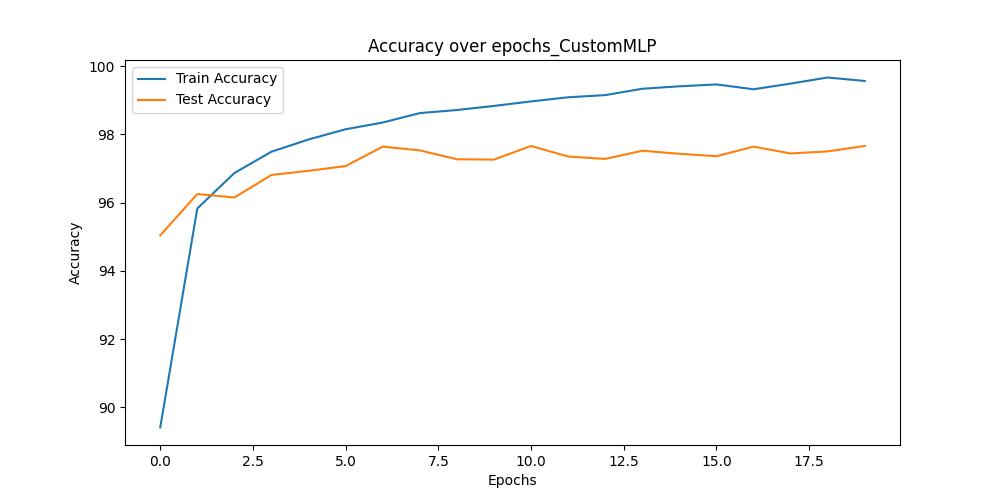 Accuracy over epochs_CustomMLP
Train Accuracy
Test Accuracy
100
98
96
94
92
90
Accuracy
0.0 2.5 5.0 7.5 10.0 12.5 15.0 17.5
Epochs